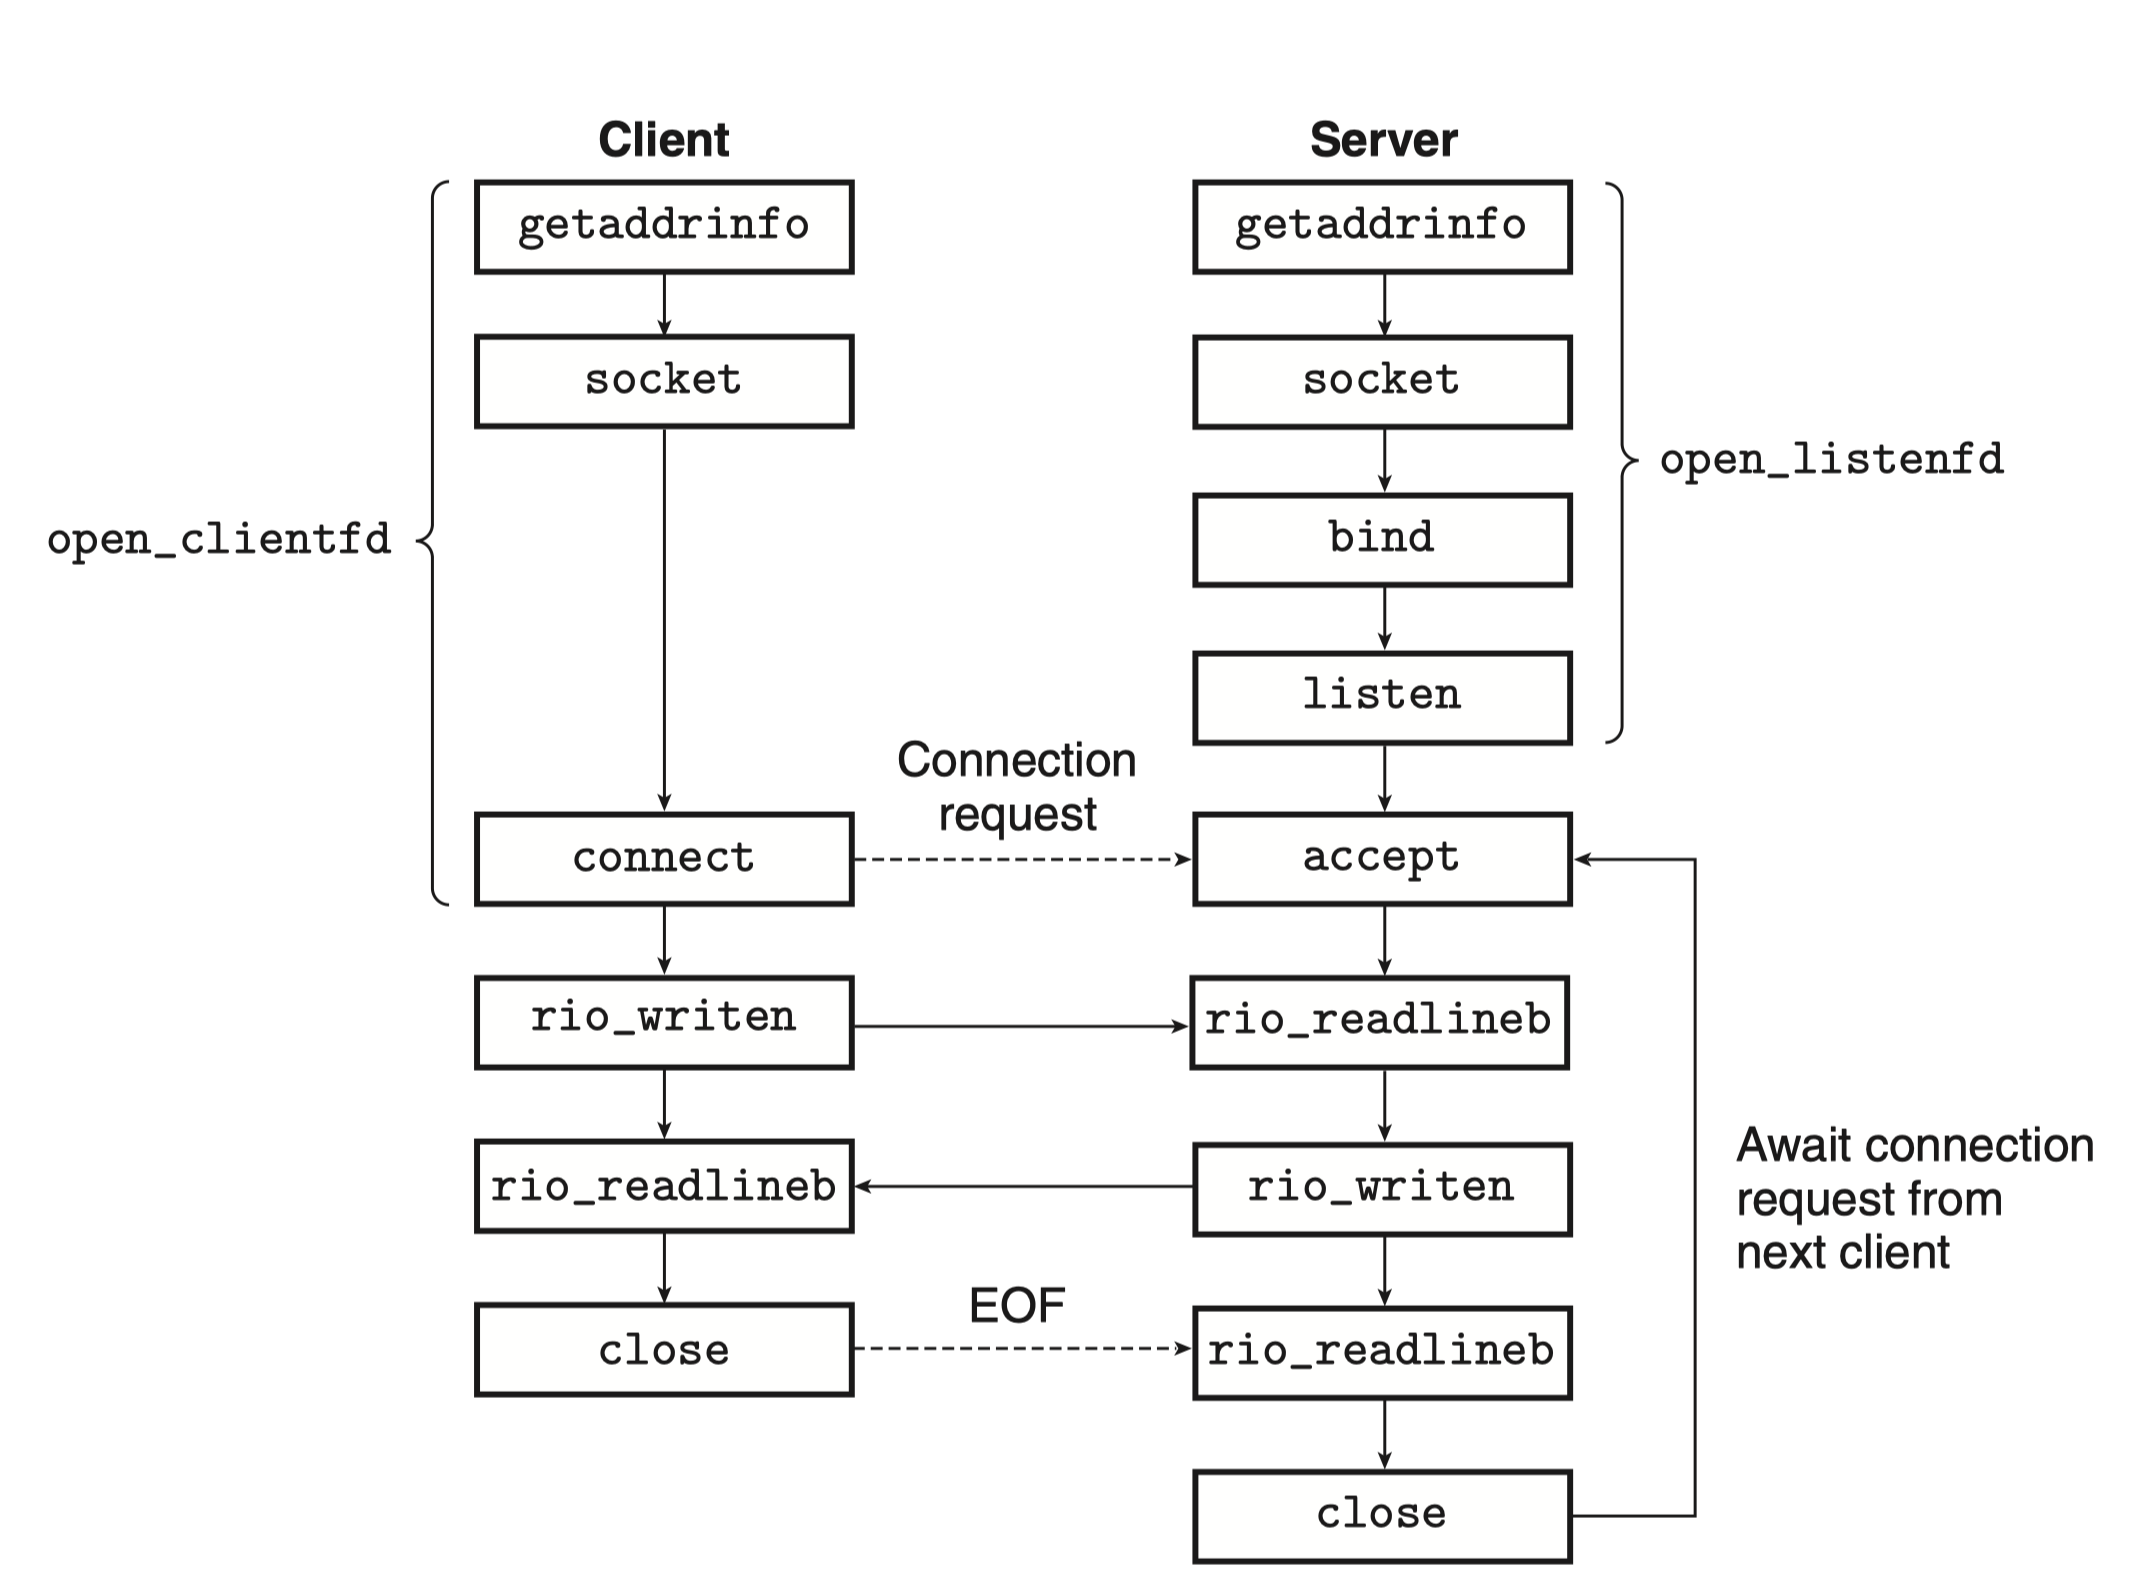 Client
Server
getaddrinfo
getaddrinfo
socket
socket
open_listenfd
bind
open_clientfd
listen
Connection
request
connect
accept
rio_writen
rio_readlineb
Await connection
request from
next client
rio_readlineb
rio_writen
EOF
close
rio_readlineb
close